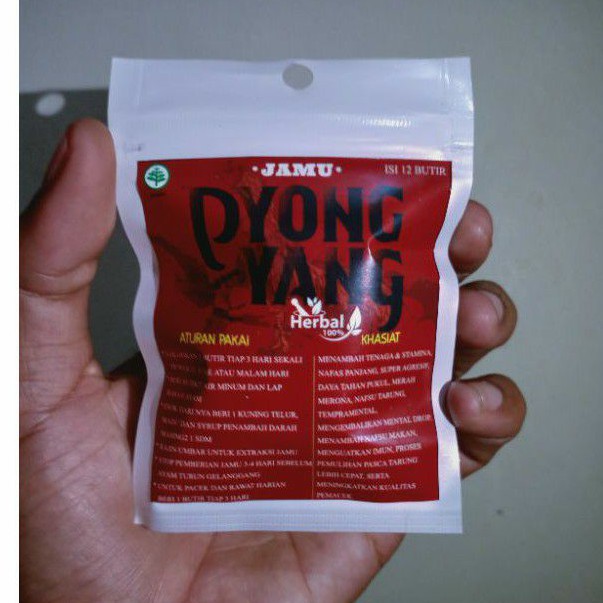 •JAMU•
ISI 12 BUTIR
PYONG
YANG
Herbal
100%
ATURAN PAKAI
BUTIR TIAP 3 HARI SEKALI
ATAU MALAM HARI
MINUM DAN LAP
BERI 1 KUNING TELUR,
DAN SYRUP PENAMBAH DARAH
1 SDM
UMBAR UNTUK EXTRAKSI JAMU
PEMBERIAN JAMU 3-4 HARI SEBELUM
AYAM TURUN GELANGGANG
* UNTUK PACEK DAN RAWAT HARIAN
BERI 1 BUTIR TIAP 3 HARI
KHASIAT
MENAMBAH TENAGA & STAMINA,
NAFAS PANJANG, SUPER AGRESIF,
DAYA TAHAN PUKUL, MERAH
MERONA, NAFSU TARUNG,
TEMPRAMENTAL,
MENGEMBALIKAN MENTAL DROP,
MENAMBAH NAFSU MAKAN,
MENGUATKAN IMUN, PROSES
PEMULIHAN PASCA TARUNG
LEBIH CEPAT, SERTA
MENINGKATKAN KUALITAS
PEMACEK